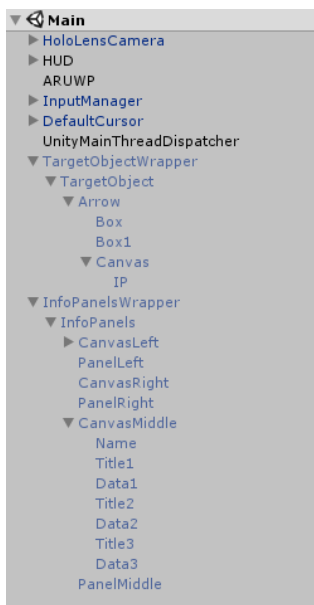 Main
HoloLensCamera
HUD
ARUWP
InputManager
DefaultCursor
UnityMainThreadDispatcher
TargetObjectWrapper
TargetObject
Arrow
Box
Box1
Canvas
IP
InfoPanelsWrapper
InfoPanels
CanvasLeft
PanelLeft
CanvasRight
PanelRight
CanvasMiddle
Name
Title1
Data1
Title2
Data2
Title3
Data3
PanelMiddle